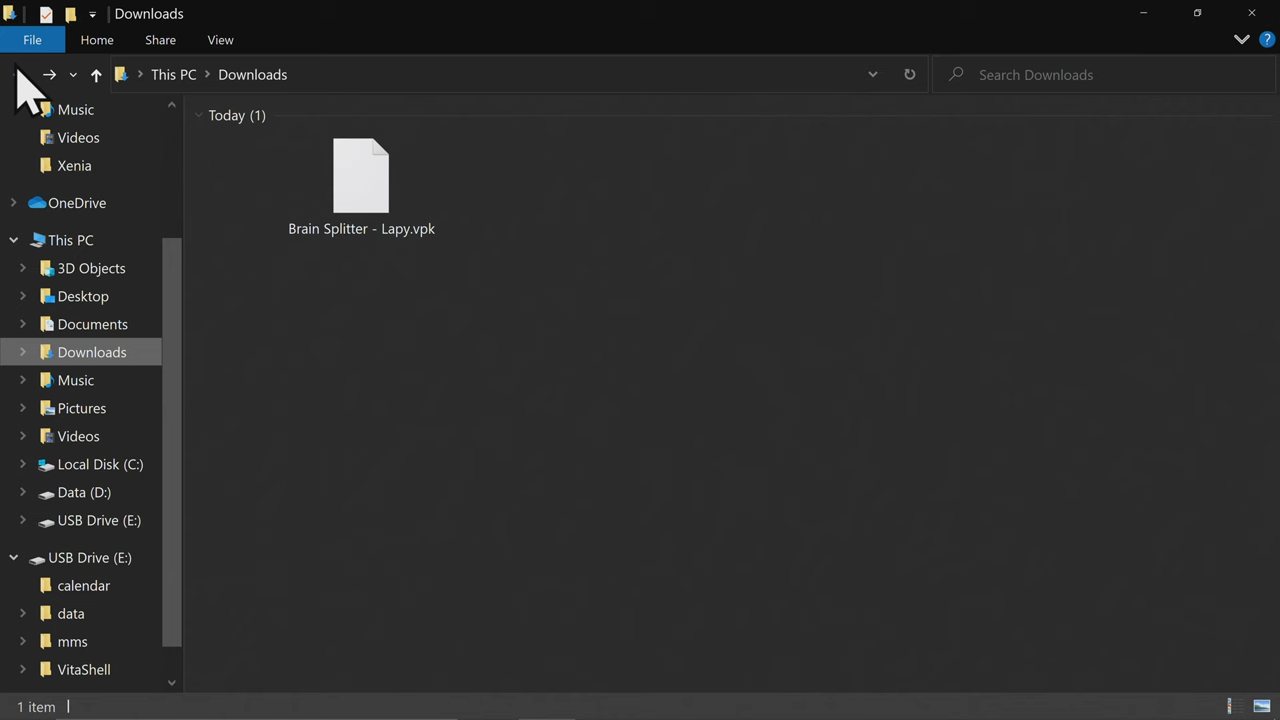 Downloads
File Home Share View
This PC Downloads
Search Downloads
Music
Videos
Xenia
OneDrive
This PC
3D Objects
Desktop
Documents
Downloads
Music
Pictures
Videos
Local Disk (C:)
Data (D:)
USB Drive (E:)
USB Drive (E:)
calendar
data
mms
VitaShell
Today (1)
Brain Splitter - Lapy.vpk
1 item